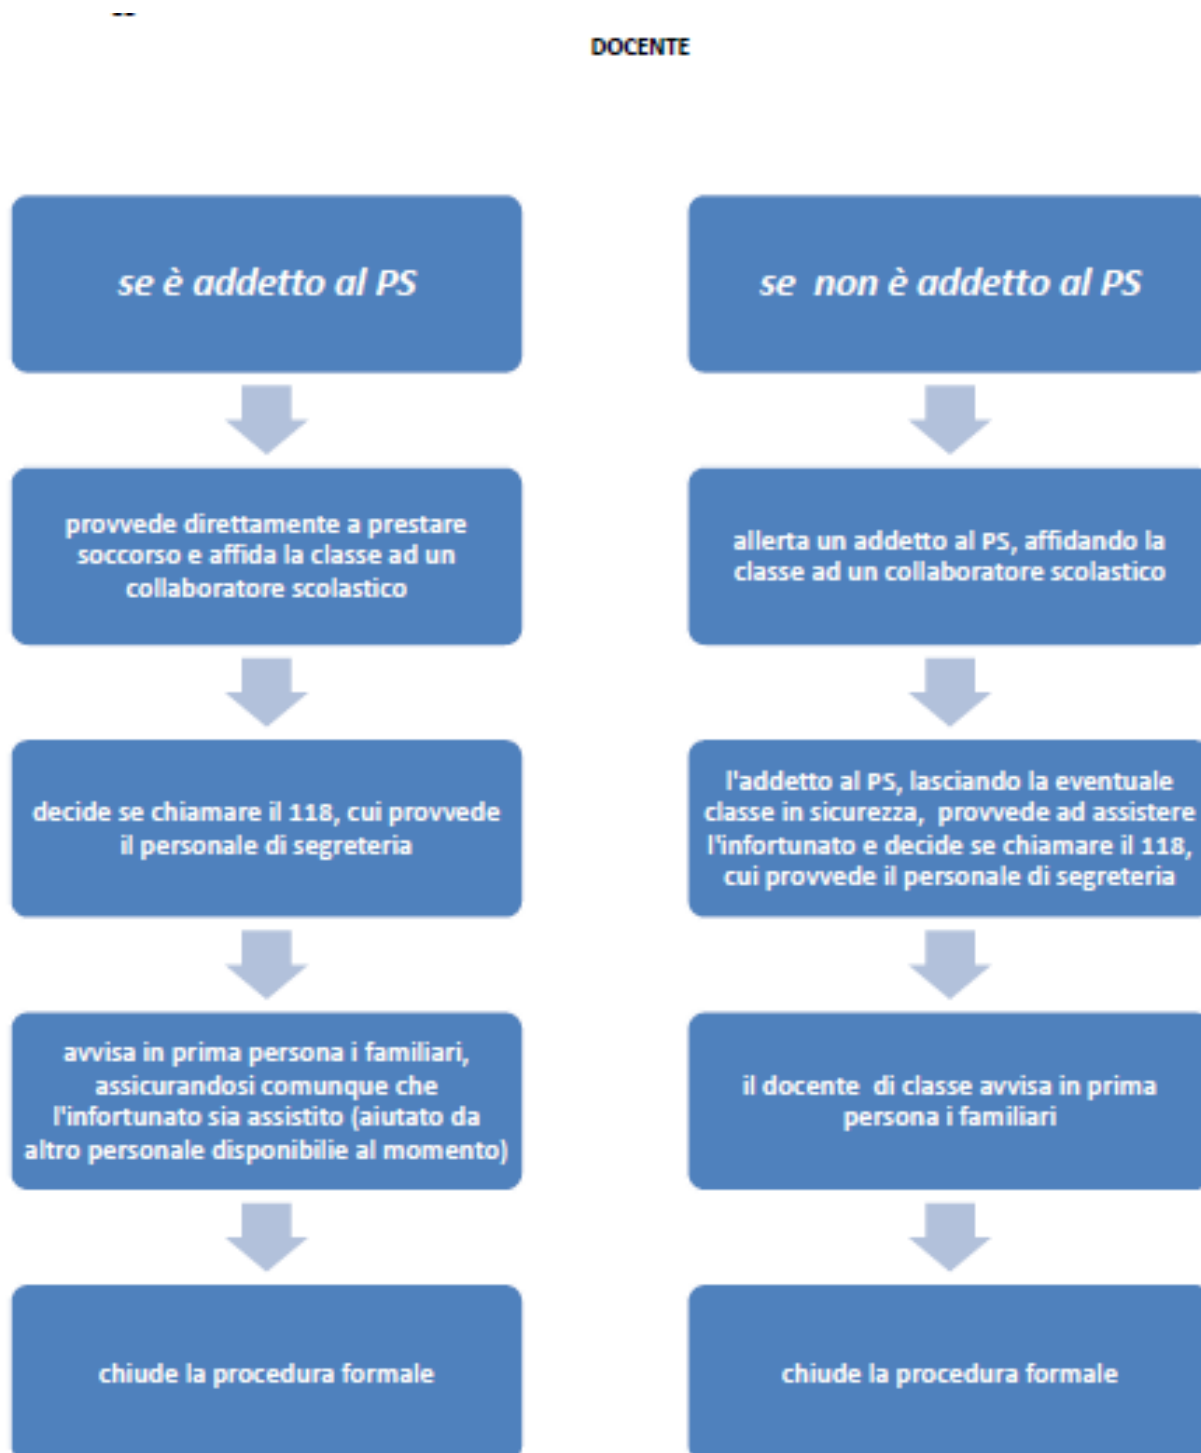 DOCENTE
se è addetto al PS
provvede direttamente a prestare
soccorso e affida la classe ad un
collaboratore scolastico
decide se chiamare il 118, cui provvede
il personale di segreteria
avvisa in prima persona i familiari,
assicurandosi comunque che
l'infortunato sia assistito (aiutato da
altro personale disponibilie al momento)
chiude la procedura formale
se non è addetto al PS
allerta un addetto al PS, affidando la
classe ad un collaboratore scolastico
l'addetto al PS, lasciando la eventuale
classe in sicurezza, provvede ad assistere
l'infortunato e decide se chiamare il 118,
cui provvede il personale di segreteria
il docente di classe avvisa in prima
persona i familiari
chiude la procedura formale